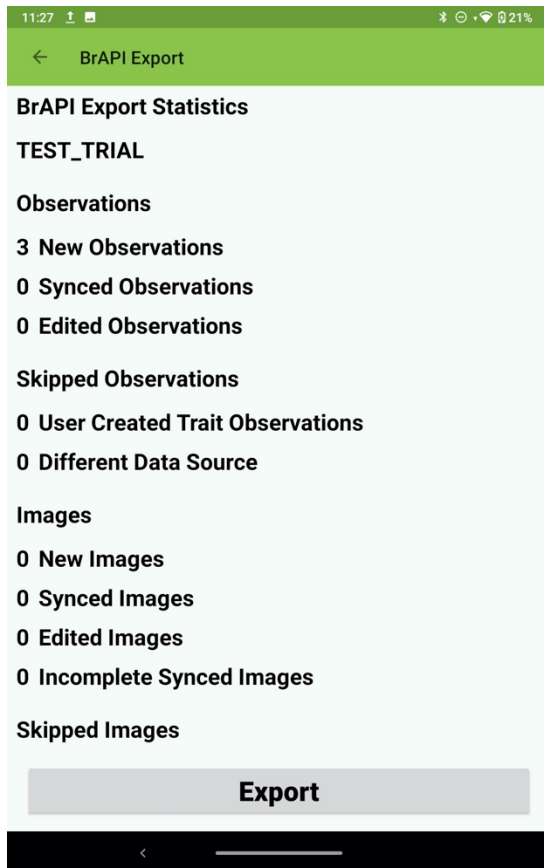 11:27 21%
BrAPI Export
BrAPI Export Statistics
TEST_TRIAL
Observations
3 New Observations
0 Synced Observations
0 Edited Observations
Skipped Observations
0 User Created Trait Observations
0 Different Data Source
Images
0 New Images
0 Synced Images
0 Edited Images
0 Incomplete Synced Images
Skipped Images
Export